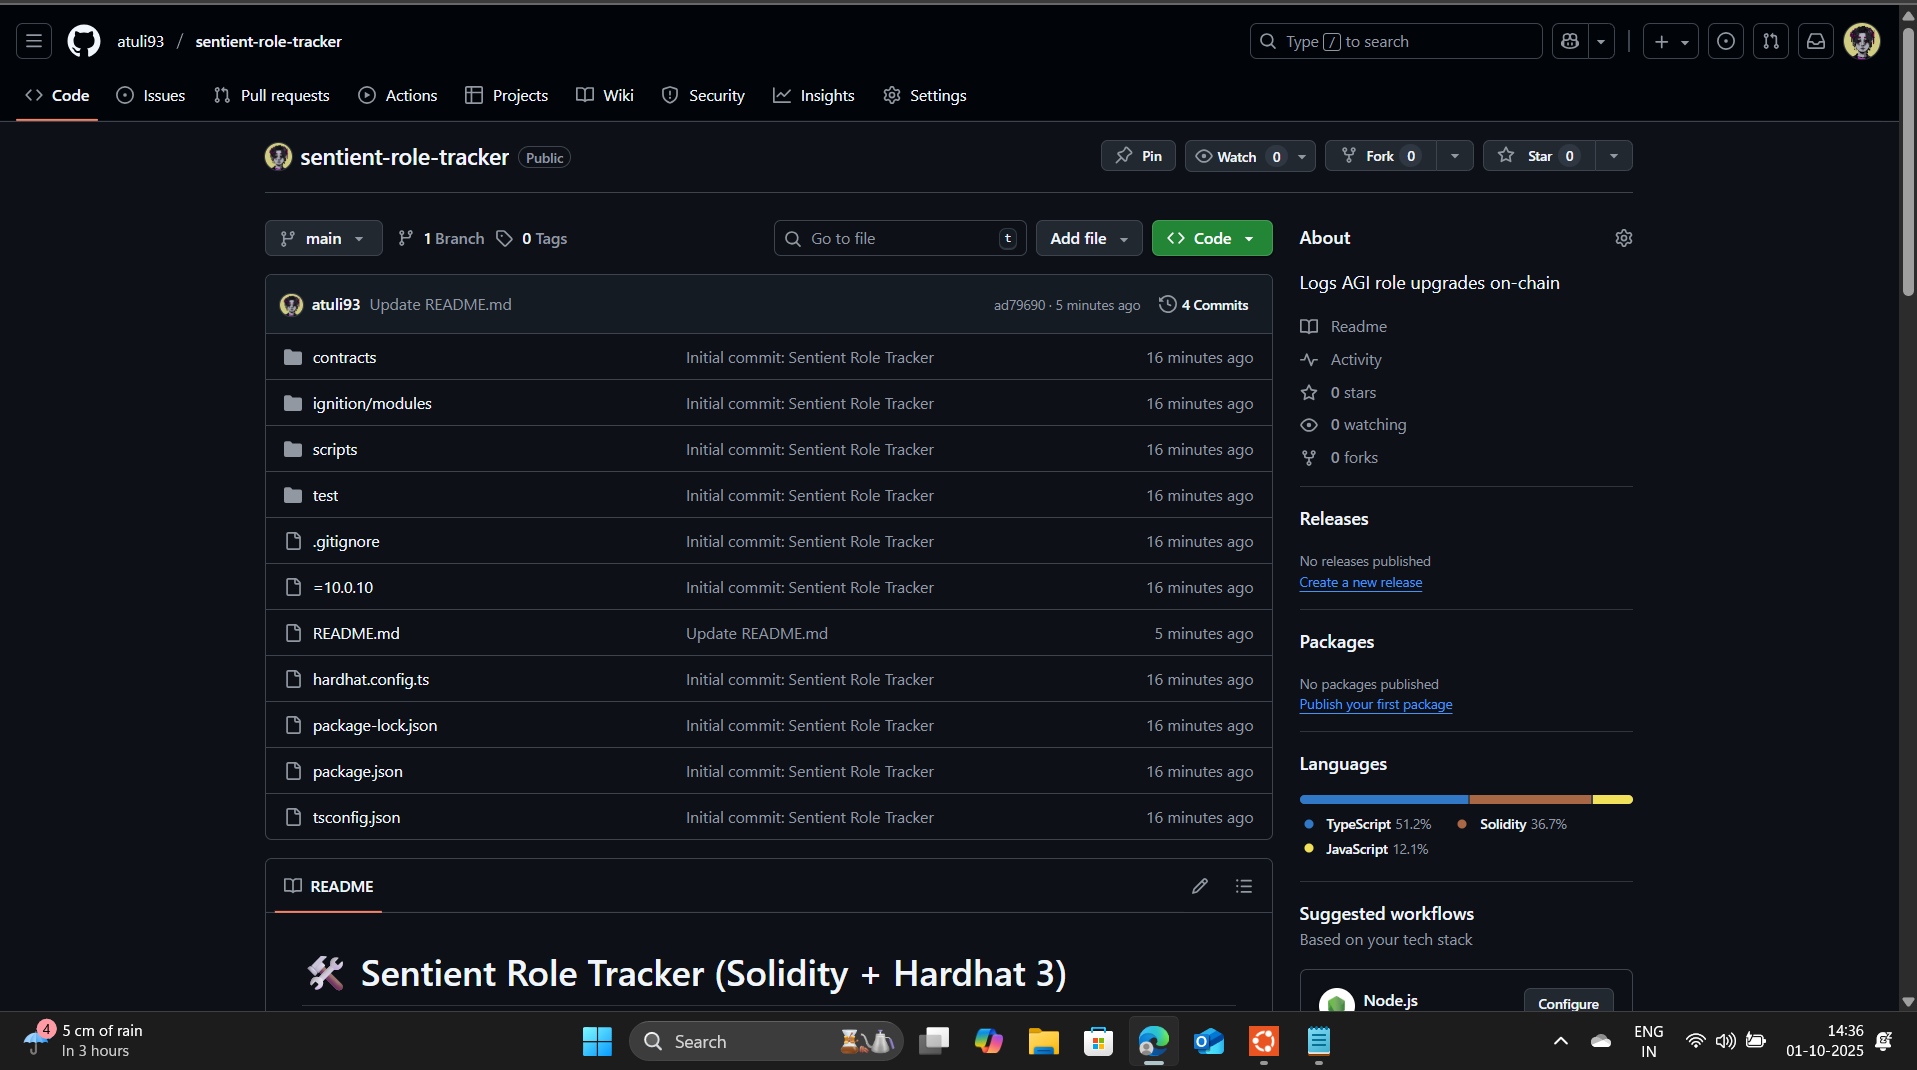 atuli93 / sentient-role-tracker
Type / to search
Code Issues Pull requests Actions Projects Wiki Security Insights Settings
sentient-role-tracker Public
Pin Watch 0 Fork 0 Star 0
main 1 Branch 0 Tags
Go to file t Add file Code
atuli93 Update README.md ad79690 · 5 minutes ago 4 Commits
contracts Initial commit: Sentient Role Tracker 16 minutes ago
ignition/modules Initial commit: Sentient Role Tracker 16 minutes ago
scripts Initial commit: Sentient Role Tracker 16 minutes ago
test Initial commit: Sentient Role Tracker 16 minutes ago
.gitignore Initial commit: Sentient Role Tracker 16 minutes ago
=10.0.10 Initial commit: Sentient Role Tracker 16 minutes ago
README.md Update README.md 5 minutes ago
hardhat.config.ts Initial commit: Sentient Role Tracker 16 minutes ago
package-lock.json Initial commit: Sentient Role Tracker 16 minutes ago
package.json Initial commit: Sentient Role Tracker 16 minutes ago
tsconfig.json Initial commit: Sentient Role Tracker 16 minutes ago
README
Sentient Role Tracker (Solidity + Hardhat 3)
About
Logs AGI role upgrades on-chain
Readme
Activity
0 stars
0 watching
0 forks
Releases
No releases published
Create a new release
Packages
No packages published
Publish your first package
Languages
TypeScript 51.2% Solidity 36.7%
JavaScript 12.1%
Suggested workflows
Based on your tech stack
Node.js Configure
4
5 cm of rain
In 3 hours
Search
ENG
IN
14:36
01-10-2025